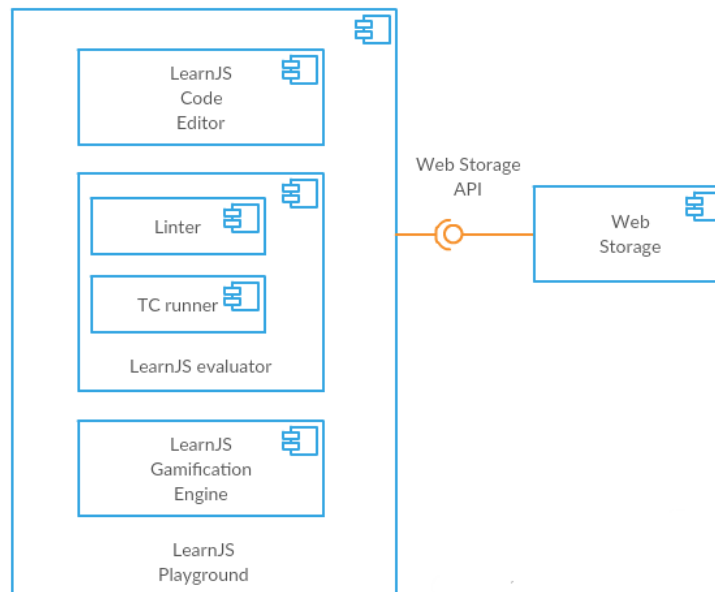 LearnJS
Code
Editor
Web Storage
API
Linter
Web
Storage
TC runner
LearnJS evaluator
LearnJS
Gamification
Engine
LearnJS
Playground